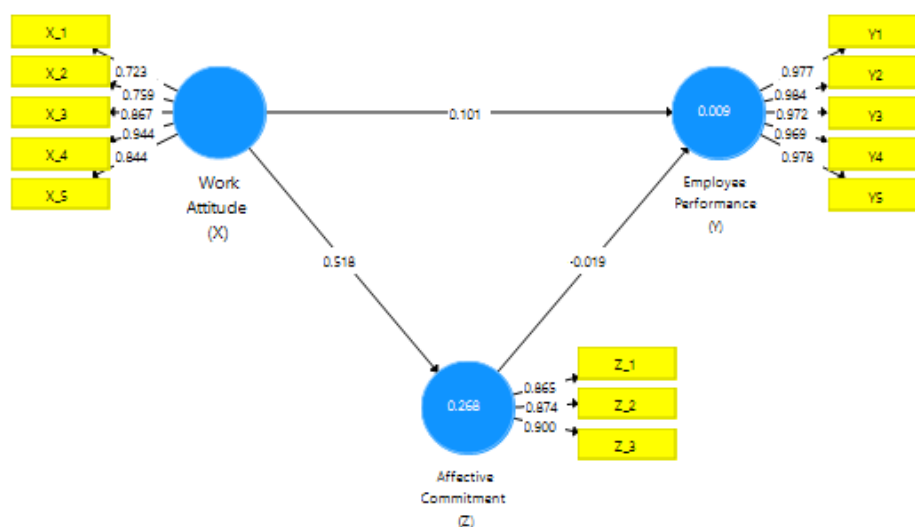 X_1
X_2
X_3
X_4
X_5
0.723
0.759
0.867
0.944
0.844
Work
Attitude
(X)
0.101
0.518
-0.019
0.009
Employee
Performance
(Y)
0.977
0.984
0.972
0.969
0.978
Y1
Y2
Y3
Y4
Y5
0.268
Affective
Commitment
(Z)
0.865
0.874
0.900
Z_1
Z_2
Z_3